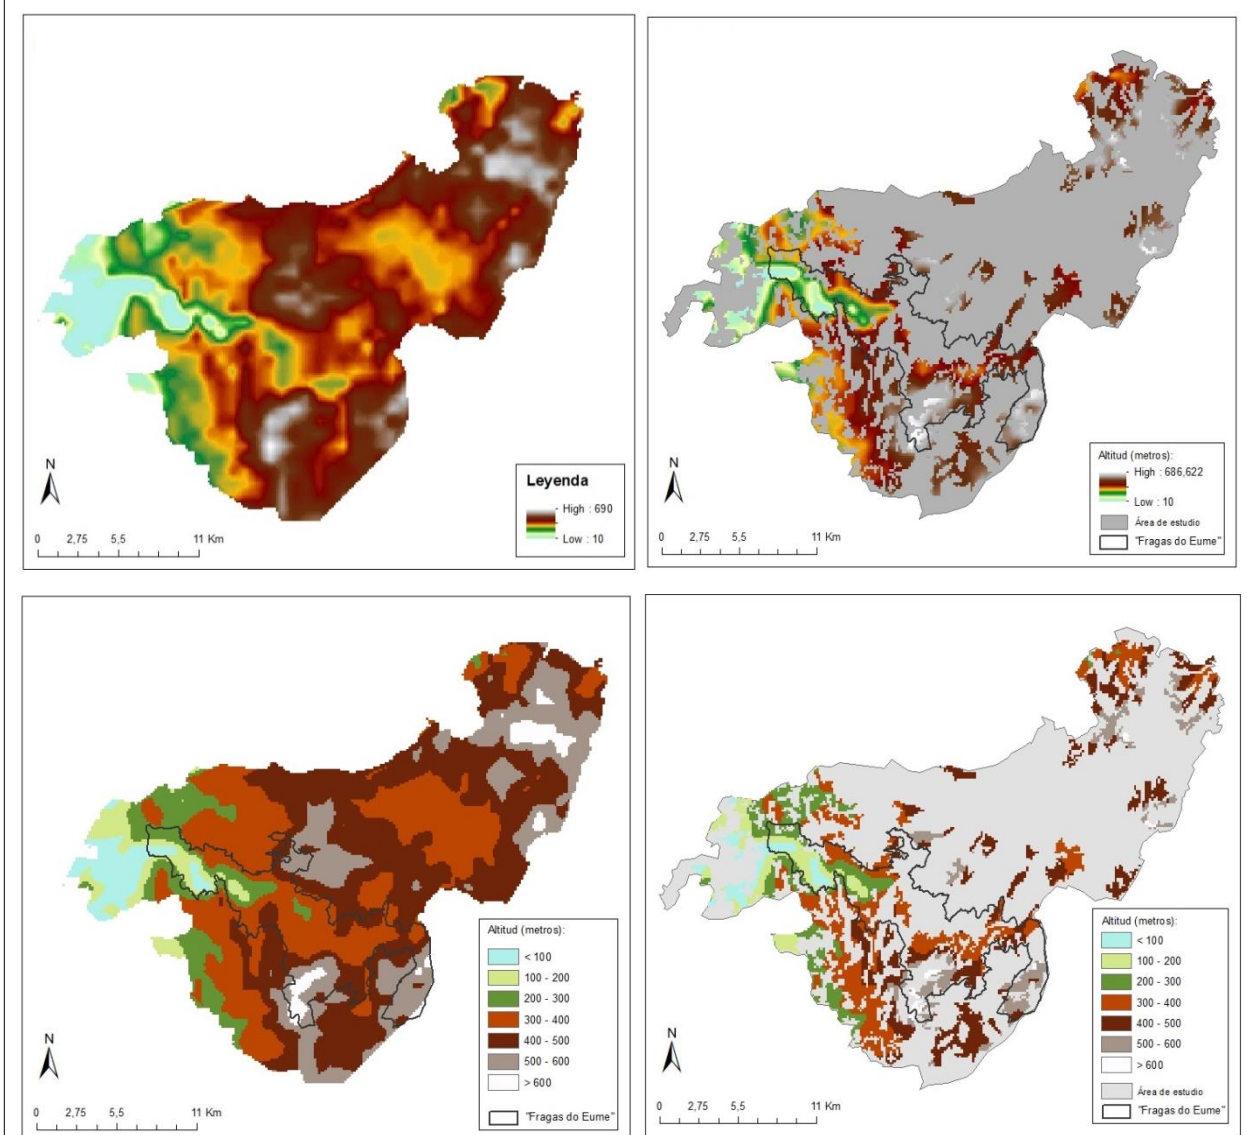 N
0 2,75 5,5 11 Km
Leyenda
High : 690
Low : 10
N
0 2,75 5,5 11 Km
Altitud (metros):
High : 686,622
Low : 10
Área de estudio
"Fragas do Eume"
N
0 2,75 5,5 11 Km
Altitud (metros):
< 100
100 - 200
200 - 300
300 - 400
400 - 500
500 - 600
> 600
"Fragas do Eume"
N
0 2,75 5,5 11 Km
Altitud (metros):
< 100
100 - 200
200 - 300
300 - 400
400 - 500
500 - 600
> 600
Área de estudio
"Fragas do Eume"